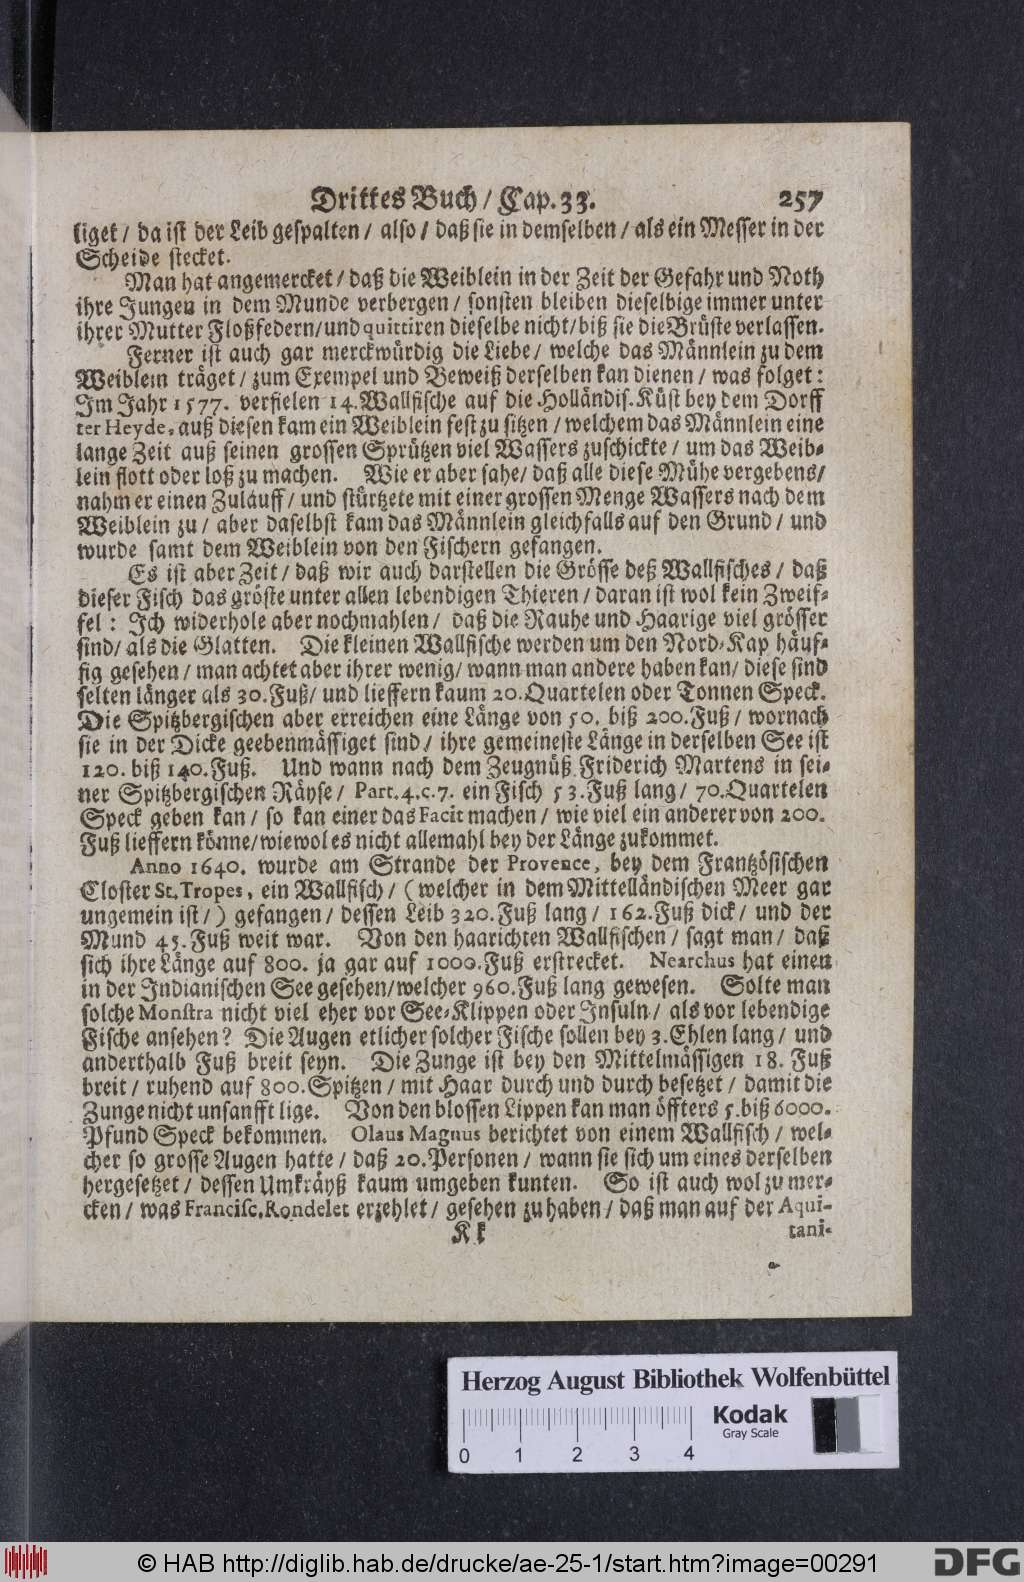 Drittes Buch / Cap. 33. 257
liget / da ist der Leib gespalten / also / daß sie in demselben / als ein Messer in der
Scheide stecket.
Man hat angemercket / daß die Weiblein in der Zeit der Gefahr und Noth
ihre Jungen in dem Munde verbergen / sonsten bleiben dieselbige immer unter
ihrer Mutter Floßfedern / und quittiren dieselbe nicht / biß sie die Brüste verlassen.
Ferner ist auch gar merckwürdig die Liebe / welche das Männlein zu dem
Weiblein träget / zum Exempel und Beweiß derselben kan dienen / was folget:
Im Jahr 1577. verfielen 14. Wallfische auf die Holländis. Küst bey dem Dorff
ter Heyde, auß diesen kam ein Weiblein fest zu sitzen / welchem das Männlein eine
lange Zeit auß seinen grossen Sprützen viel Wassers zuschickte / um das Weib-
lein flott oder loß zu machen. Wie er aber sahe / daß alle diese Mühe vergebens /
nahm er einen Zulauff / und stürtzete mit einer grossen Menge Wassers nach dem
Weiblein zu / aber daselbst kam das Männlein gleichfalls auf den Grund / und
wurde samt dem Weiblein von den Fischern gefangen.
Es ist aber Zeit / daß wir auch darstellen die Grösse deß Wallfisches / daß
dieser Fisch das gröste unter allen lebendigen Thieren / daran ist wol kein Zweif-
fel: Ich widerhole aber nochmahlen / daß die Rauhe und Haarige viel grösser
sind / als die Glatten. Die kleinen Wallfische werden um den Nord-Kap häuf-
fig gesehen / man achtet aber ihrer wenig / wann man andere haben kan / diese sind
selten länger als 30. Fuß / und lieffern kaum 20. Quartelen oder Tonnen Speck.
Die Spitzbergischen aber erreichen eine Länge von 50. biß 200. Fuß / wornach
sie in der Dicke geebenmässiget sind / ihre gemeineste Länge in derselben See ist
120. biß 140. Fuß. Und wann nach dem Zeugnüß Friderich Martens in sei-
ner Spitzbergischen Räyse / Part. 4. c. 7. ein Fisch 53. Fuß lang / 70. Quartelen
Speck geben kan / so kan einer das Facit machen / wie viel ein anderer von 200.
Fuß lieffern könne / wiewol es nicht allemahl bey der Länge zukommet.
Anno 1640. wurde am Strande der Provence, bey dem Frantzösischen
Closter St. Tropes, ein Wallfisch / (welcher in dem Mittelländischen Meer gar
ungemein ist /) gefangen / dessen Leib 320. Fuß lang / 162. Fuß dick / und der
Mund 45. Fuß weit war. Von den haarichten Wallfischen / sagt man / daß
sich ihre Länge auf 800. ja gar auf 1000. Fuß erstrecket. Nearchus hat einen
in der Indianischen See gesehen / welcher 960. Fuß lang gewesen. Solte man
solche Monstra nicht viel eher vor See-Klippen oder Insuln / als vor lebendige
Fische ansehen? Die Augen etlicher solcher Fische sollen bey 3. Ehlen lang / und
anderthalb Fuß breit seyn. Die Zunge ist bey den Mittelmässigen 18. Fuß
breit / ruhend auf 800. Spitzen / mit Haar durch und durch besetzet / damit die
Zunge nicht unsanfft lige. Von den blossen Lippen kan man öffters 5. biß 6000.
Pfund Speck bekommen. Olaus Magnus berichtet von einem Wallfisch / wel-
cher so grosse Augen hatte / daß 20. Personen / wann sie sich um eines derselben
hergesetzet / dessen Umkräyß kaum umgeben kunten. So ist auch wol zu mer-
cken / was Francisc. Rondelet erzehlet / gesehen zu haben / daß man auf der Aqui-
Kk tani-
Herzog August Bibliothek Wolfenbüttel
Kodak
Gray Scale
0 1 2 3 4
© HAB http://diglib.hab.de/drucke/ae-25-1/start.htm?image=00291
DFG